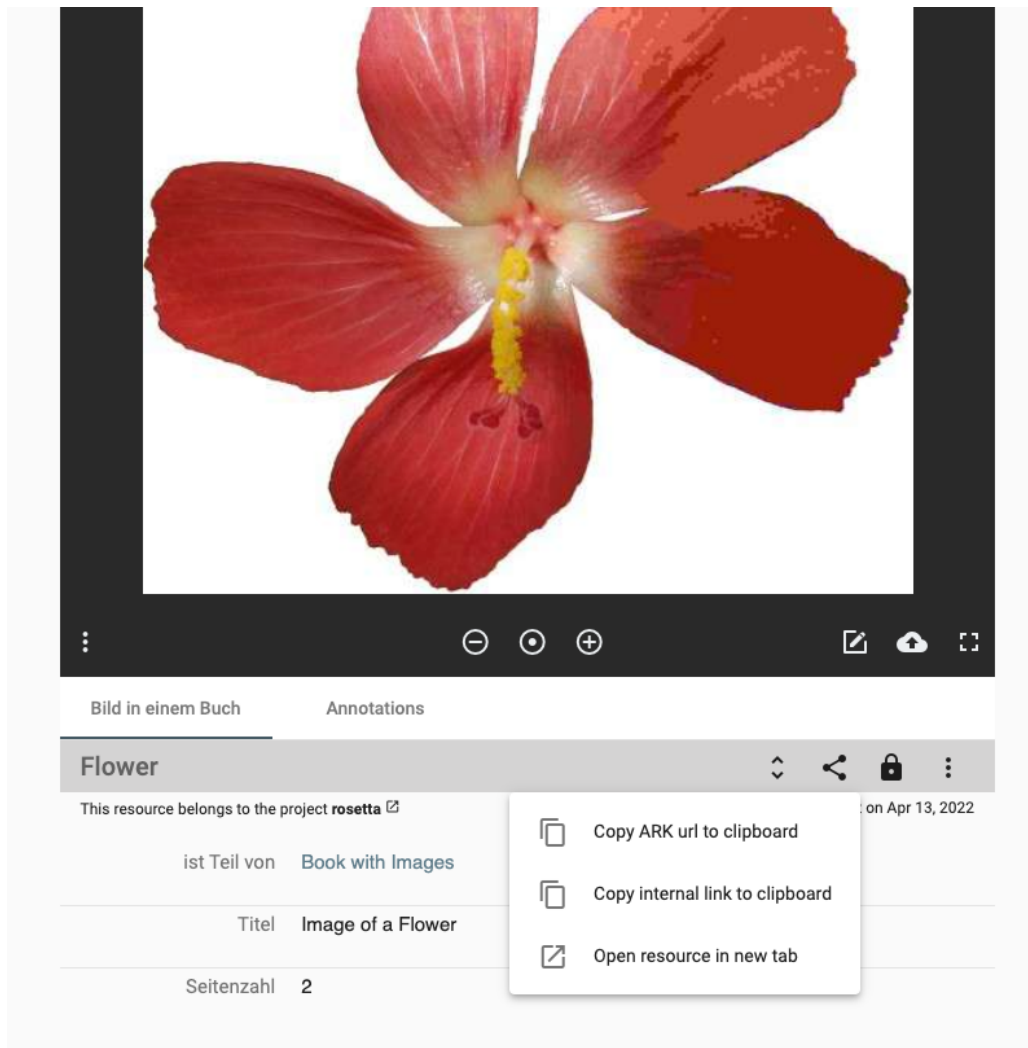 Bild in einem Buch
Annotations
Flower
This resource belongs to the project rosetta
on Apr 13, 2022
Copy ARK url to clipboard
Copy internal link to clipboard
Open resource in new tab
ist Teil von Book with Images
Titel Image of a Flower
Seitenzahl 2